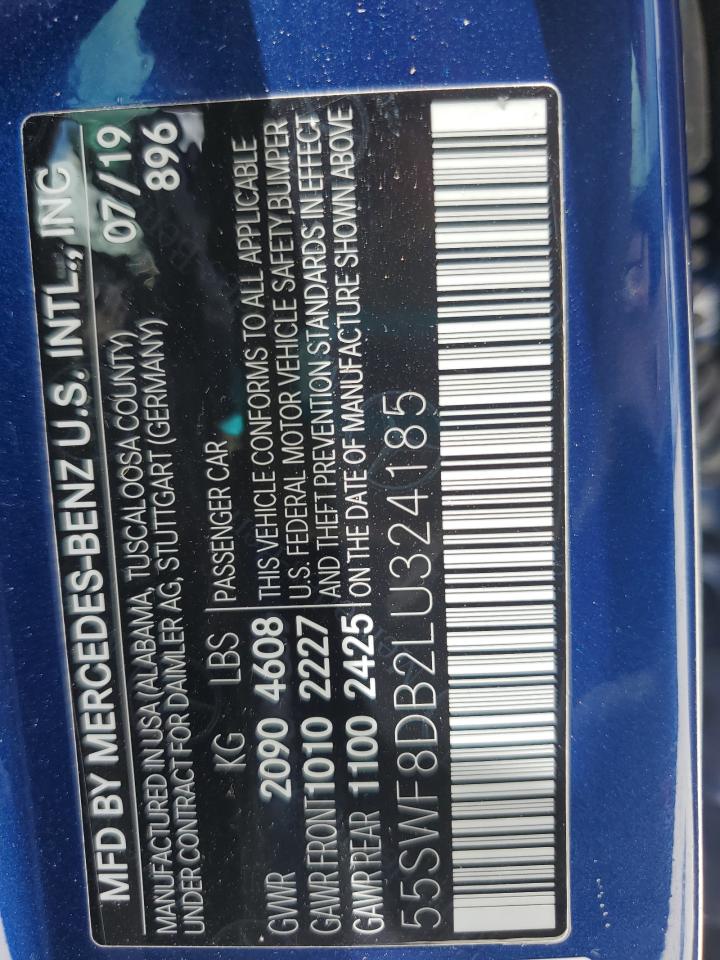 MFD BY MERCEDES-BENZ U.S. INTL., INC
MANUFACTURED IN USA (ALABAMA, TUSCALOOSA COUNTY) 07/19
UNDER CONTRACT FOR DAIMLER AG, STUTTGART (GERMANY) 896
KG LBS PASSENGER CAR
GVWR 2090 4608 THIS VEHICLE CONFORMS TO ALL APPLICABLE
GAWR FRONT 1010 2227 U.S. FEDERAL MOTOR VEHICLE SAFETY, BUMPER
GAWR REAR 1100 2425 AND THEFT PREVENTION STANDARDS IN EFFECT
ON THE DATE OF MANUFACTURE SHOWN ABOVE
55SWF8DB2LU324185